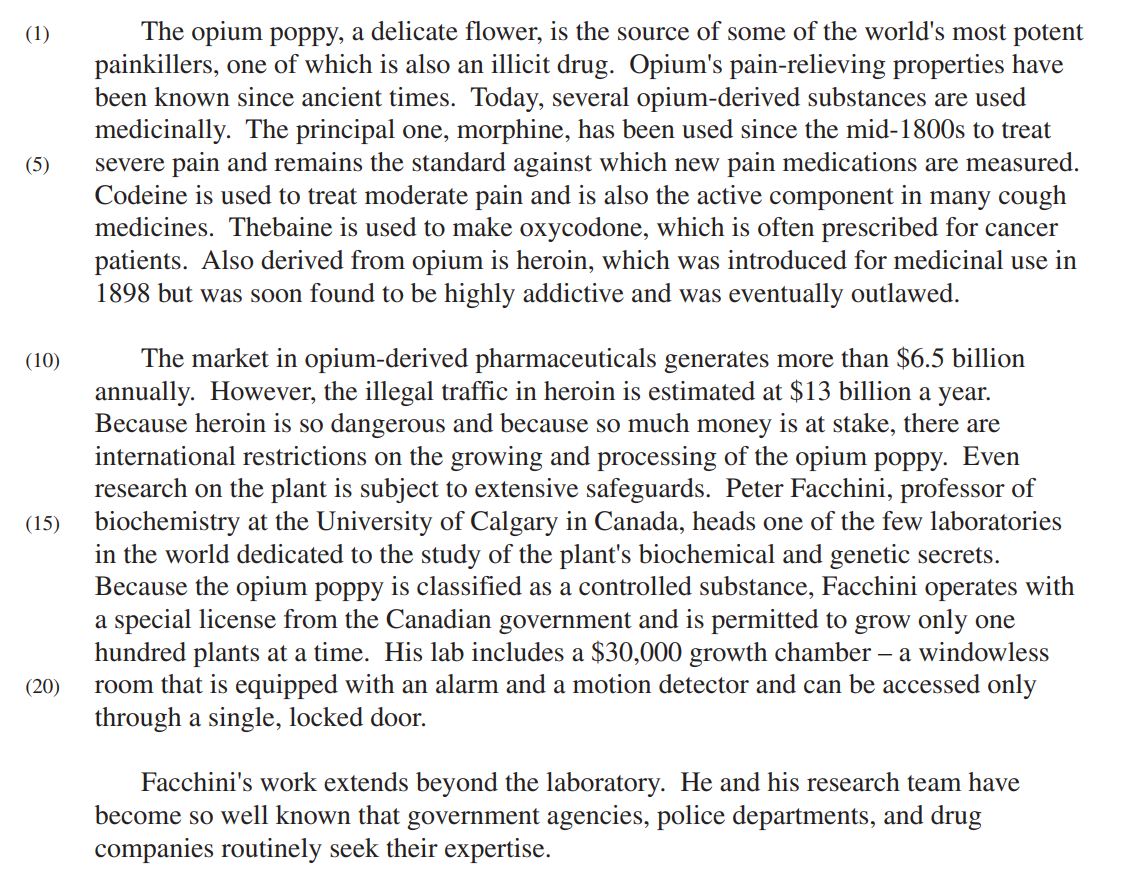 (1) The opium poppy, a delicate flower, is the source of some of the world's most potent
painkillers, one of which is also an illicit drug.  Opium's pain-relieving properties have
been known since ancient times.  Today, several opium-derived substances are used
medicinally.  The principal one, morphine, has been used since the mid-1800s to treat
(5) severe pain and remains the standard against which new pain medications are measured.
Codeine is used to treat moderate pain and is also the active component in many cough
medicines.  Thebaine is used to make oxycodone, which is often prescribed for cancer
patients.  Also derived from opium is heroin, which was introduced for medicinal use in
1898 but was soon found to be highly addictive and was eventually outlawed.
(10) The market in opium-derived pharmaceuticals generates more than $6.5 billion
annually.  However, the illegal traffic in heroin is estimated at $13 billion a year.
Because heroin is so dangerous and because so much money is at stake, there are
international restrictions on the growing and processing of the opium poppy.  Even
research on the plant is subject to extensive safeguards.  Peter Facchini, professor of
(15) biochemistry at the University of Calgary in Canada, heads one of the few laboratories
in the world dedicated to the study of the plant's biochemical and genetic secrets.
Because the opium poppy is classified as a controlled substance, Facchini operates with
a special license from the Canadian government and is permitted to grow only one
hundred plants at a time.  His lab includes a $30,000 growth chamber – a windowless
(20) room that is equipped with an alarm and a motion detector and can be accessed only
through a single, locked door.
Facchini's work extends beyond the laboratory.  He and his research team have
become so well known that government agencies, police departments, and drug
companies routinely seek their expertise.